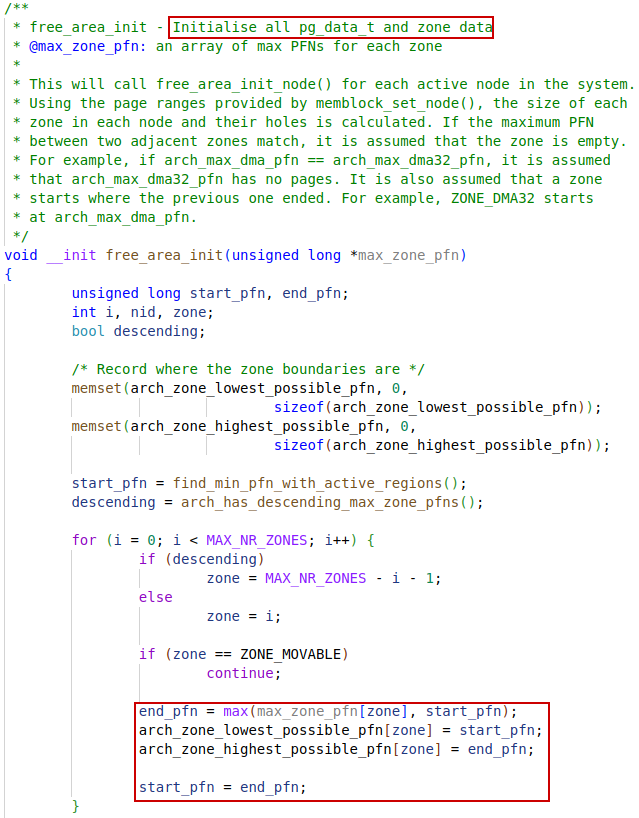 /**
 * free_area_init - Initialise all pg_data_t and zone data
 * @max_zone_pfn: an array of max PFNs for each zone
 *
 * This will call free_area_init_node() for each active node in the system.
 * Using the page ranges provided by memblock_set_node(), the size of each
 * zone in each node and their holes is calculated. If the maximum PFN
 * between two adjacent zones match, it is assumed that the zone is empty.
 * For example, if arch_max_dma_pfn == arch_max_dma32_pfn, it is assumed
 * that arch_max_dma32_pfn has no pages. It is also assumed that a zone
 * starts where the previous one ended. For example, ZONE_DMA32 starts
 * at arch_max_dma_pfn.
 */
void __init free_area_init(unsigned long *max_zone_pfn)
{
        unsigned long start_pfn, end_pfn;
        int i, nid, zone;
        bool descending;

        /* Record where the zone boundaries are */
        memset(arch_zone_lowest_possible_pfn, 0,
                                sizeof(arch_zone_lowest_possible_pfn));
        memset(arch_zone_highest_possible_pfn, 0,
                                sizeof(arch_zone_highest_possible_pfn));

        start_pfn = find_min_pfn_with_active_regions();
        descending = arch_has_descending_max_zone_pfns();

        for (i = 0; i < MAX_NR_ZONES; i++) {
                if (descending)
                        zone = MAX_NR_ZONES - i - 1;
                else
                        zone = i;

                if (zone == ZONE_MOVABLE)
                        continue;

                end_pfn = max(max_zone_pfn[zone], start_pfn);
                arch_zone_lowest_possible_pfn[zone] = start_pfn;
                arch_zone_highest_possible_pfn[zone] = end_pfn;

                start_pfn = end_pfn;
        }